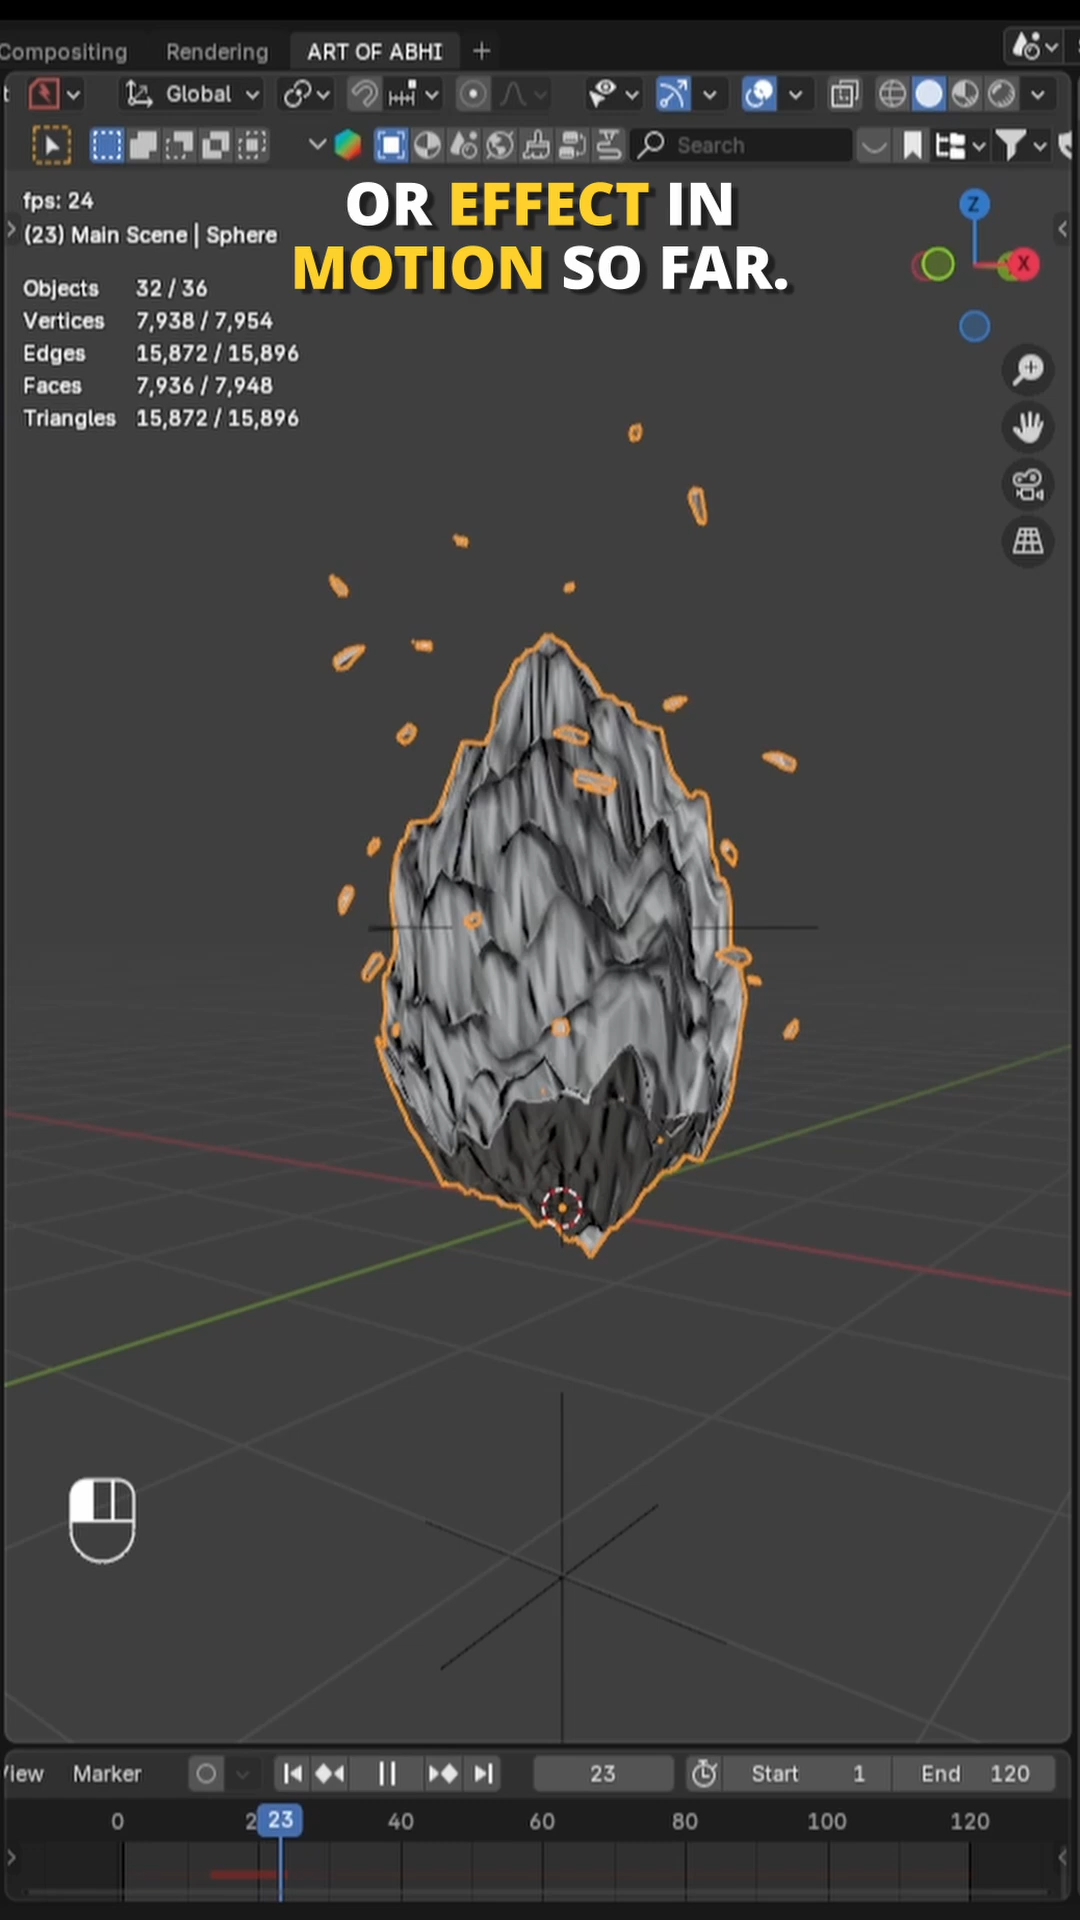 Compositing Rendering ART OF ABHI +
t Global
Search
fps: 24
(23) Main Scene | Sphere
OR EFFECT IN
MOTION SO FAR.
Objects 32 / 36
Vertices 7,938 / 7,954
Edges 15,872 / 15,896
Faces 7,936 / 7,948
Triangles 15,872 / 15,896
Z
X
View Marker 23 Start 1 End 120
0 2 23 40 60 80 100 120